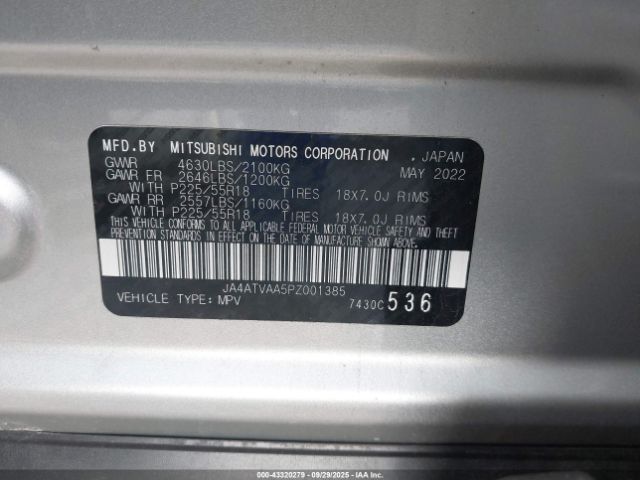 MFD.BY MITSUBISHI MOTORS CORPORATION . JAPAN
GVWR 4630LBS/2100KG MAY 2022
GAWR FR 2646LBS/1200KG
WITH P225/55R18 TIRES 18X7.0J RIMS
GAWR RR 2557LBS/1160KG
WITH P225/55R18 TIRES 18X7.0J RIMS
THIS VEHICLE CONFORMS TO ALL APPLICABLE FEDERAL MOTOR VEHICLE SAFETY AND THEFT
PREVENTION STANDARDS IN EFFECT ON THE DATE OF MANUFACTURE SHOWN ABOVE.
JA4ATVAA5PZ001385
VEHICLE TYPE:MPV 7430C 536
000-43320279 (09/29/2025) (IAAI.COM)